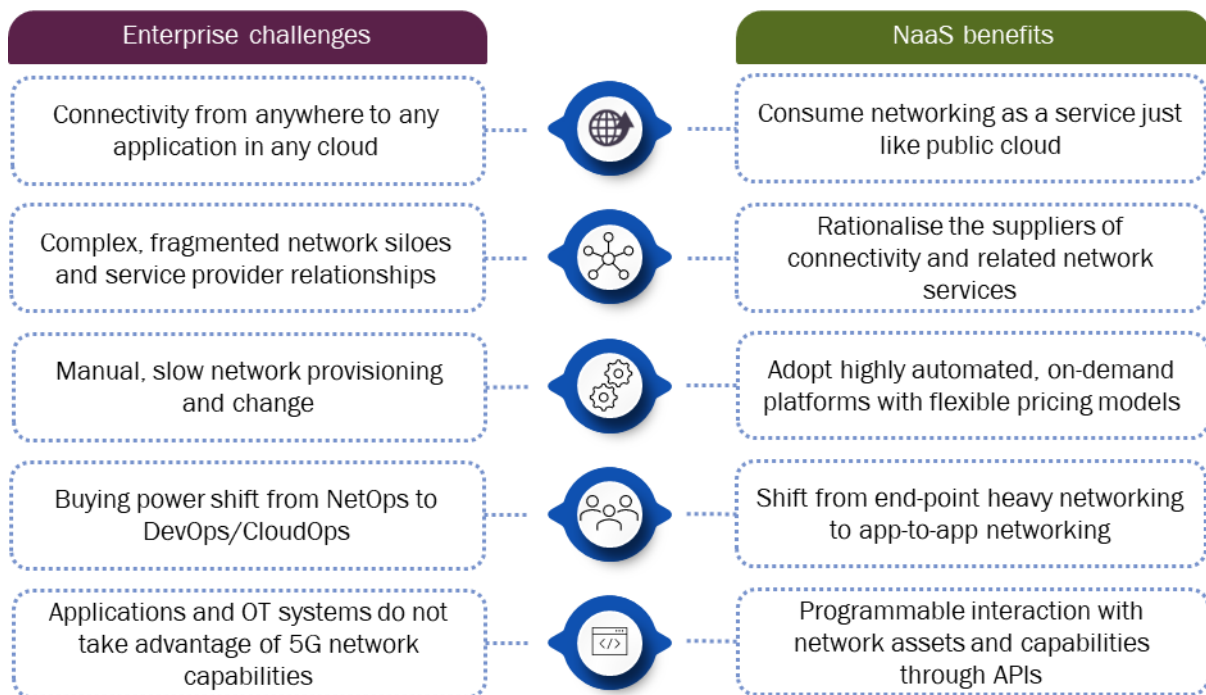 Enterprise challenges
NaaS benefits
Connectivity from anywhere to any
application in any cloud
Consume networking as a service just
like public cloud
Complex, fragmented network siloes
and service provider relationships
Rationalise the suppliers of
connectivity and related network
services
Manual, slow network provisioning
and change
Adopt highly automated, on-demand
platforms with flexible pricing models
Buying power shift from NetOps to
DevOps/CloudOps
Shift from end-point heavy networking
to app-to-app networking
Applications and OT systems do not
take advantage of 5G network
capabilities
</>
Programmable interaction with
network assets and capabilities
through APIs